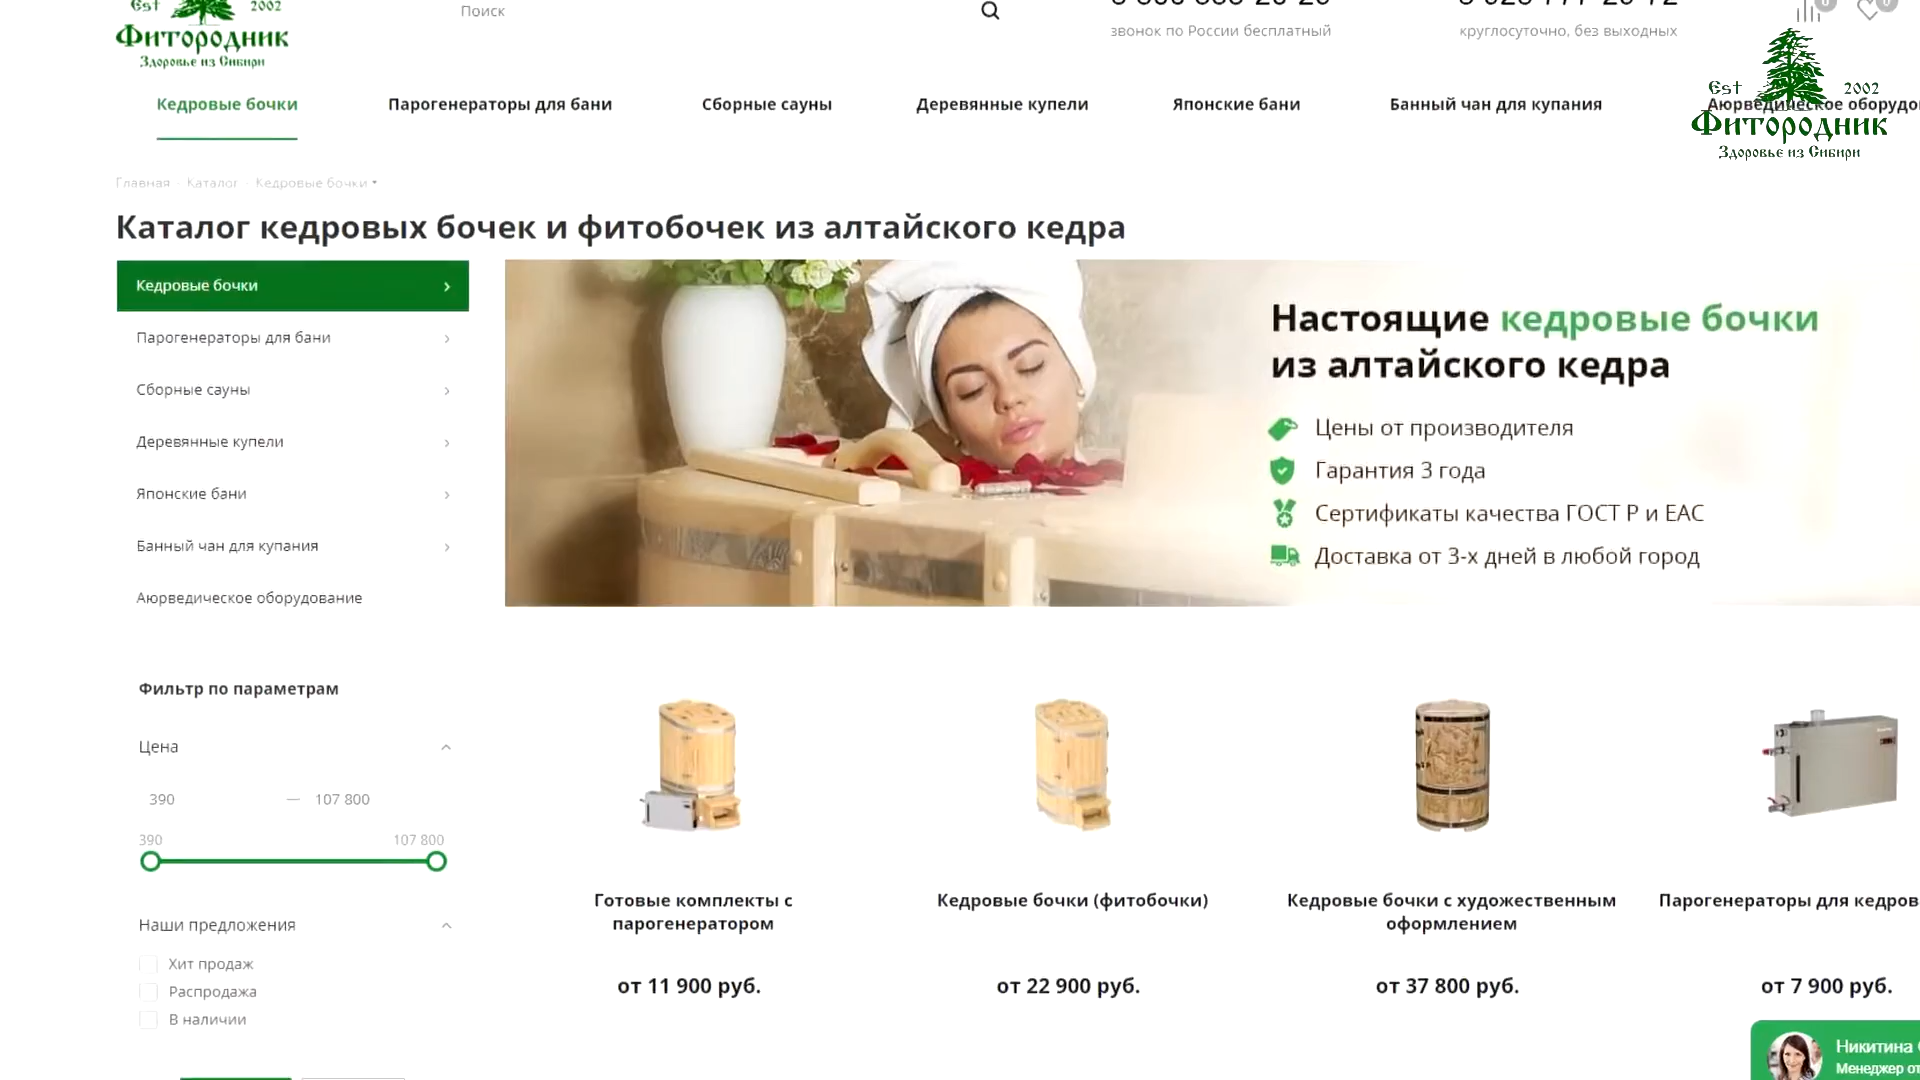 Est 2002
Фитородник
Здоровье из Сибири
Поиск
звонок по России бесплатный
круглосуточно, без выходных
0
0
Est 2002
Фитородник
Здоровье из Сибири
Кедровые бочки
Парогенераторы для бани
Сборные сауны
Деревянные купели
Японские бани
Банный чан для купания
Аюрведическое оборудо
Главная - Каталог - Кедровые бочки
Каталог кедровых бочек и фитобочек из алтайского кедра
Кедровые бочки
Парогенераторы для бани
Сборные сауны
Деревянные купели
Японские бани
Банный чан для купания
Аюрведическое оборудование
Настоящие кедровые бочки
из алтайского кедра
Цены от производителя
Гарантия 3 года
Сертификаты качества ГОСТ Р и ЕАС
Доставка от 3-х дней в любой город
Фильтр по параметрам
Цена
390 — 107 800
390 107 800
Наши предложения
Хит продаж
Распродажа
В наличии
Готовые комплекты с
парогенератором
от 11 900 руб.
Кедровые бочки (фитобочки)
от 22 900 руб.
Кедровые бочки с художественным
оформлением
от 37 800 руб.
Парогенераторы для кедров
от 7 900 руб.
Никитина
Менеджер от